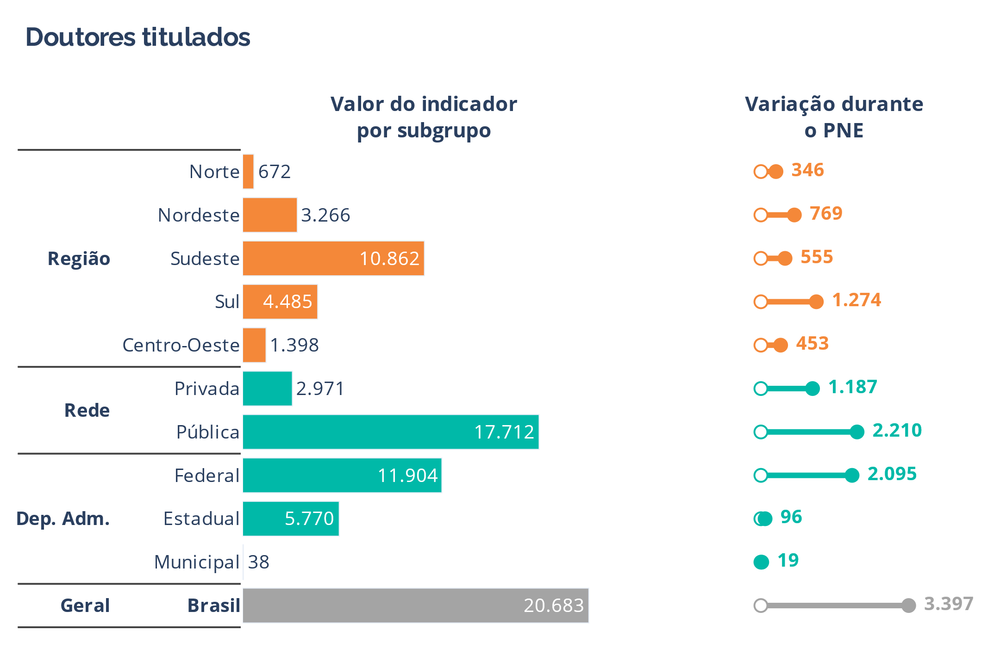 Doutores titulados
Valor do indicador
por subgrupo
Variação durante
o PNE
Região
Norte 672 346
Nordeste 3.266 769
Sudeste 10.862 555
Sul 4.485 1.274
Centro-Oeste 1.398 453
Rede
Privada 2.971 1.187
Pública 17.712 2.210
Dep. Adm.
Federal 11.904 2.095
Estadual 5.770 96
Municipal 38 19
Geral Brasil 20.683 3.397